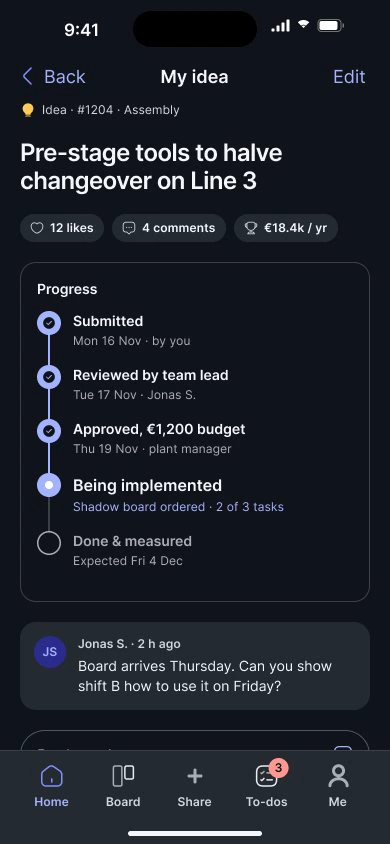 9:41
Back
My idea
Edit
Idea · #1204 · Assembly
Pre-stage tools to halve
changeover on Line 3
12 likes
4 comments
€18.4k / yr
Progress
Submitted
Mon 16 Nov · by you
Reviewed by team lead
Tue 17 Nov · Jonas S.
Approved, €1,200 budget
Thu 19 Nov · plant manager
Being implemented
Shadow board ordered · 2 of 3 tasks
Done & measured
Expected Fri 4 Dec
JS
Jonas S. · 2 h ago
Board arrives Thursday. Can you show
shift B how to use it on Friday?
3
Home
Board
Share
To-dos
Me